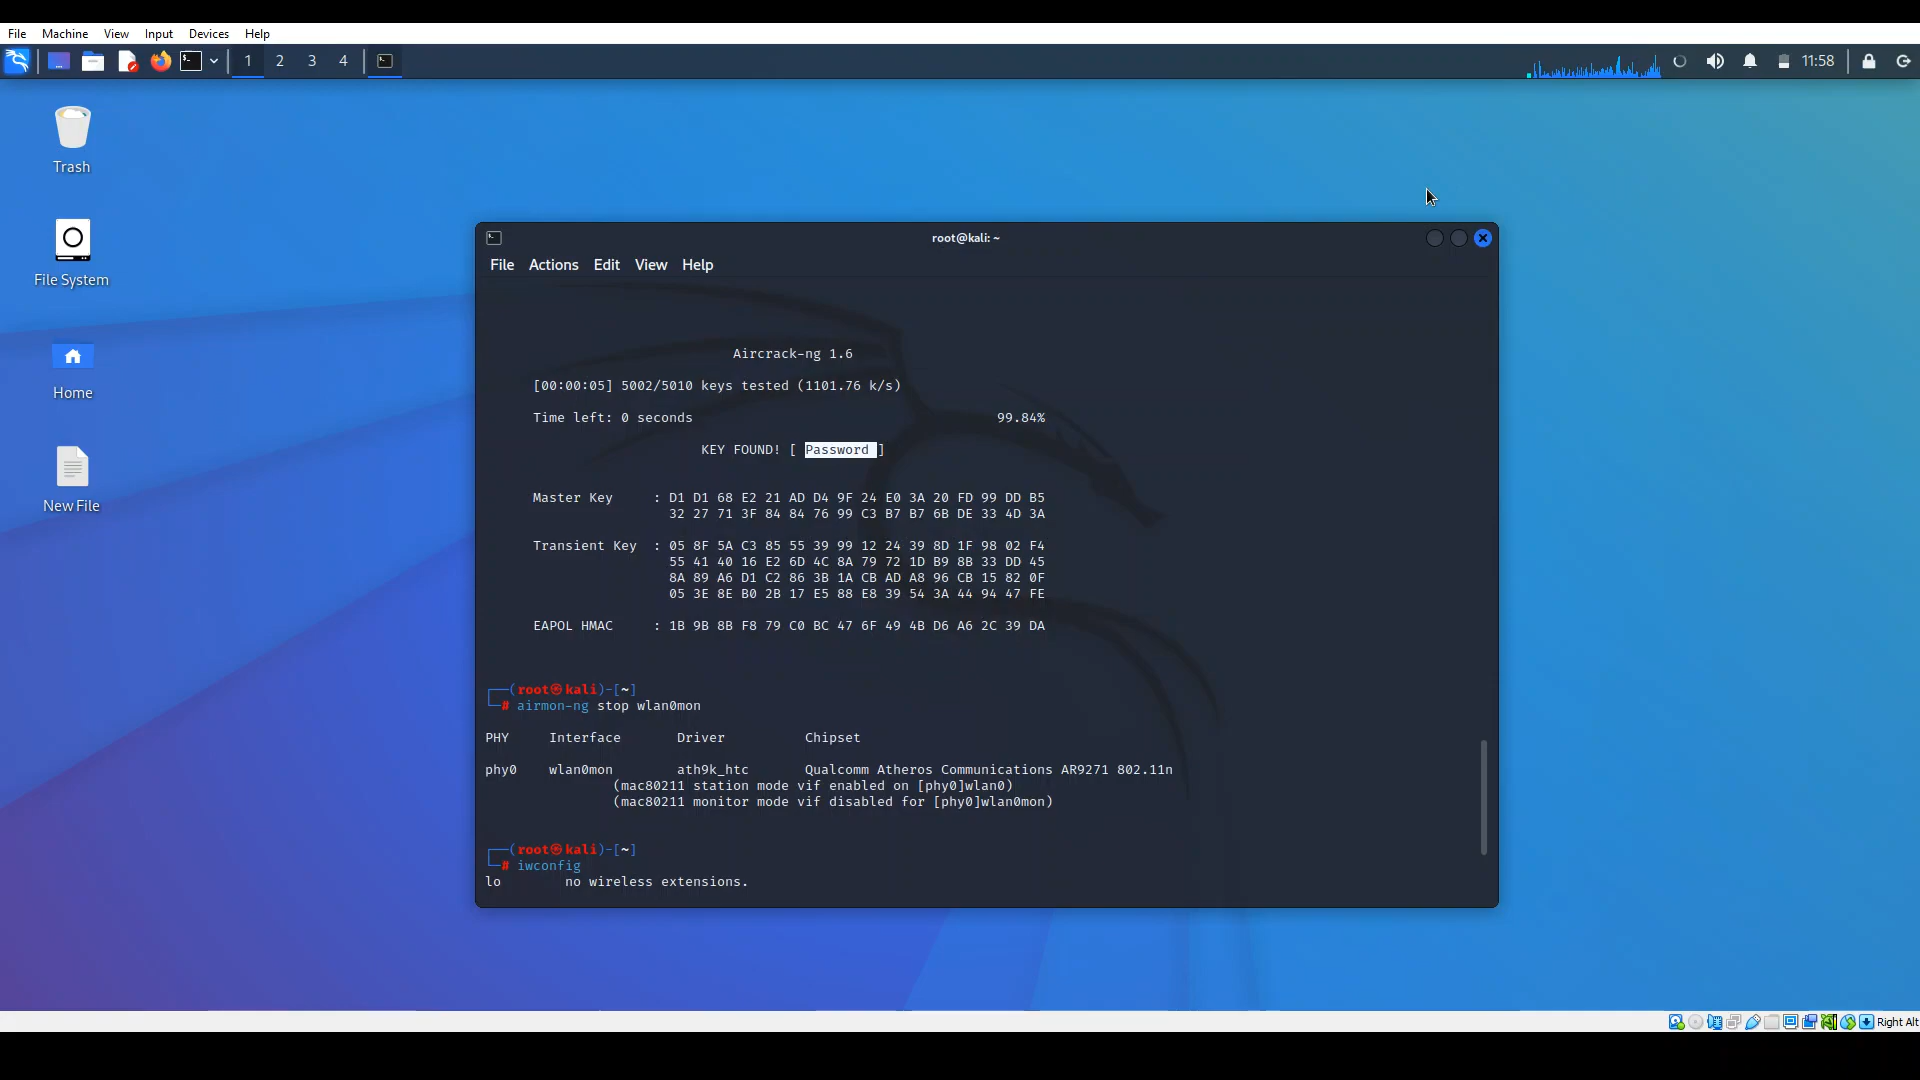 File Machine View Input Devices Help
1 2 3 4 11:58
Trash
File System
Home
New File
root@kali: ~
File Actions Edit View Help
Aircrack-ng 1.6
[00:00:05] 5002/5010 keys tested (1101.76 k/s)
Time left: 0 seconds 99.84%
KEY FOUND! [ Password ]
Master Key : D1 D1 68 E2 21 AD D4 9F 24 E0 3A 20 FD 99 DD B5
32 27 71 3F 84 84 76 99 C3 B7 B7 6B DE 33 4D 3A
Transient Key : 05 8F 5A C3 85 55 39 99 12 24 39 8D 1F 98 02 F4
55 41 40 16 E2 6D 4C 8A 79 72 1D B9 8B 33 DD 45
8A 89 A6 D1 C2 86 3B 1A CB AD A8 96 CB 15 82 0F
05 3E 8E B0 2B 17 E5 88 E8 39 54 3A 44 94 47 FE
EAPOL HMAC : 1B 9B 8B F8 79 C0 BC 47 6F 49 4B D6 A6 2C 39 DA
┌──(root㉿kali)-[~]
└─# airmon-ng stop wlan0mon
PHY Interface Driver Chipset
phy0 wlan0mon ath9k_htc Qualcomm Atheros Communications AR9271 802.11n
(mac80211 station mode vif enabled on [phy0]wlan0)
(mac80211 monitor mode vif disabled for [phy0]wlan0mon)
┌──(root㉿kali)-[~]
└─# iwconfig
lo no wireless extensions.
Right Alt